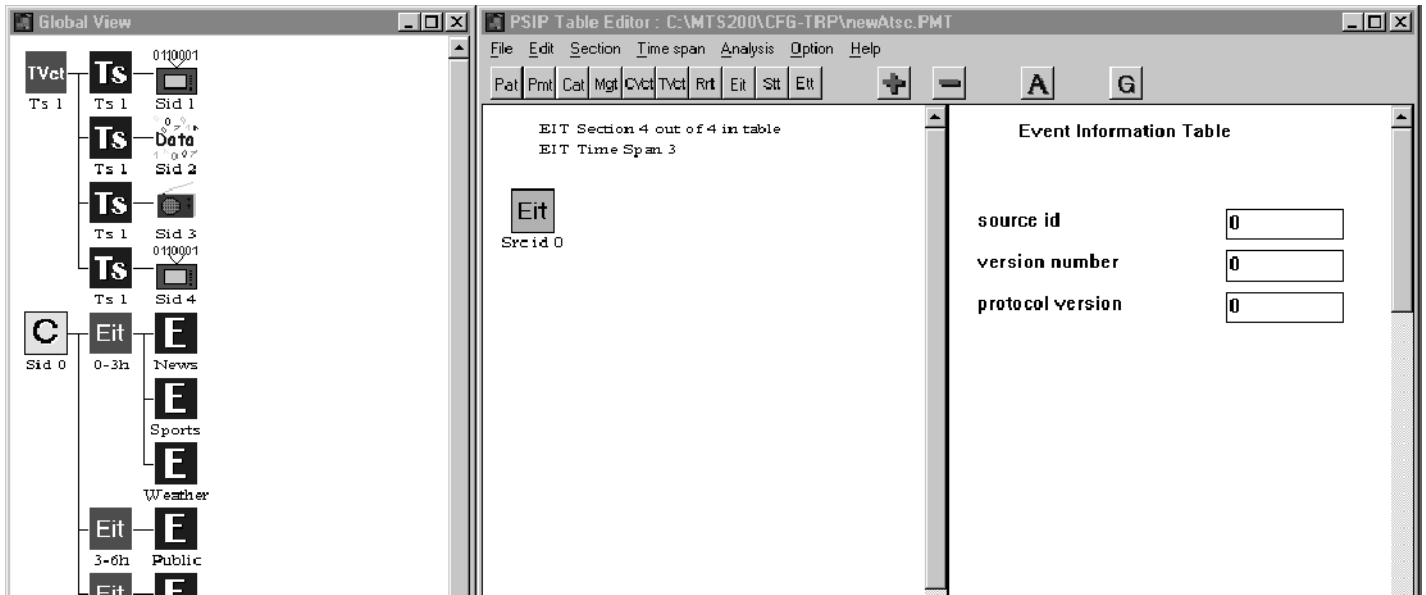 Global View
TVct Ts 0110001
Ts 1 Ts 1 Sid 1
Ts Data
Ts 1 Sid 2
Ts
Ts 1 Sid 3
Ts 0110001
Ts 1 Sid 4
C Eit E
Sid 0 0-3h News
E
Sports
E
Weather
Eit E
3-6h Public
Eit E
PSIP Table Editor : C:\MTS200\CFG-TRP\newAtsc.PMT
File Edit Section Time span Analysis Option Help
Pat Pmt Cat Mgt CVct TVct Rrt Eit Stt Ett A G
EIT Section 4 out of 4 in table
EIT Time Span 3
Eit
Src id 0
Event Information Table
source id 0
version number 0
protocol version 0